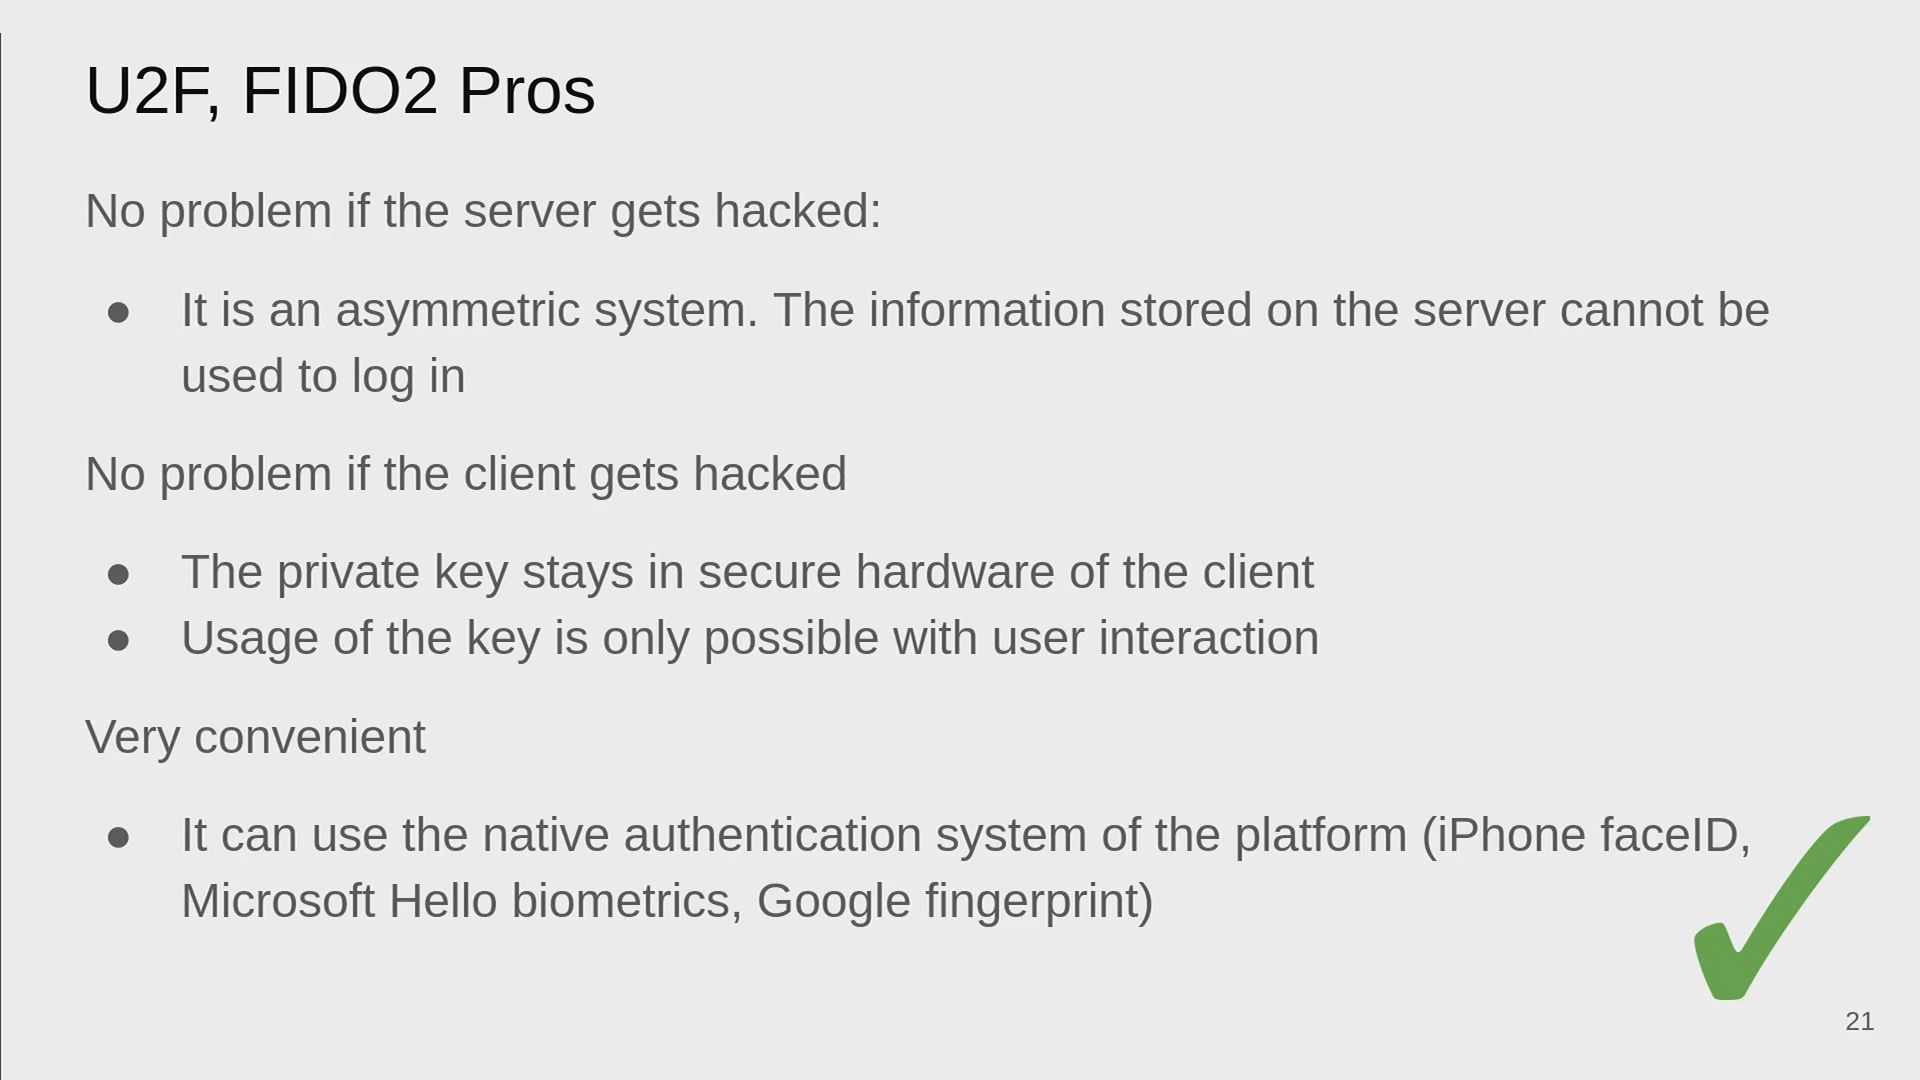 U2F, FIDO2 Pros
No problem if the server gets hacked:
● It is an asymmetric system. The information stored on the server cannot be
used to log in
No problem if the client gets hacked
● The private key stays in secure hardware of the client
● Usage of the key is only possible with user interaction
Very convenient
● It can use the native authentication system of the platform (iPhone faceID,
Microsoft Hello biometrics, Google fingerprint)
21